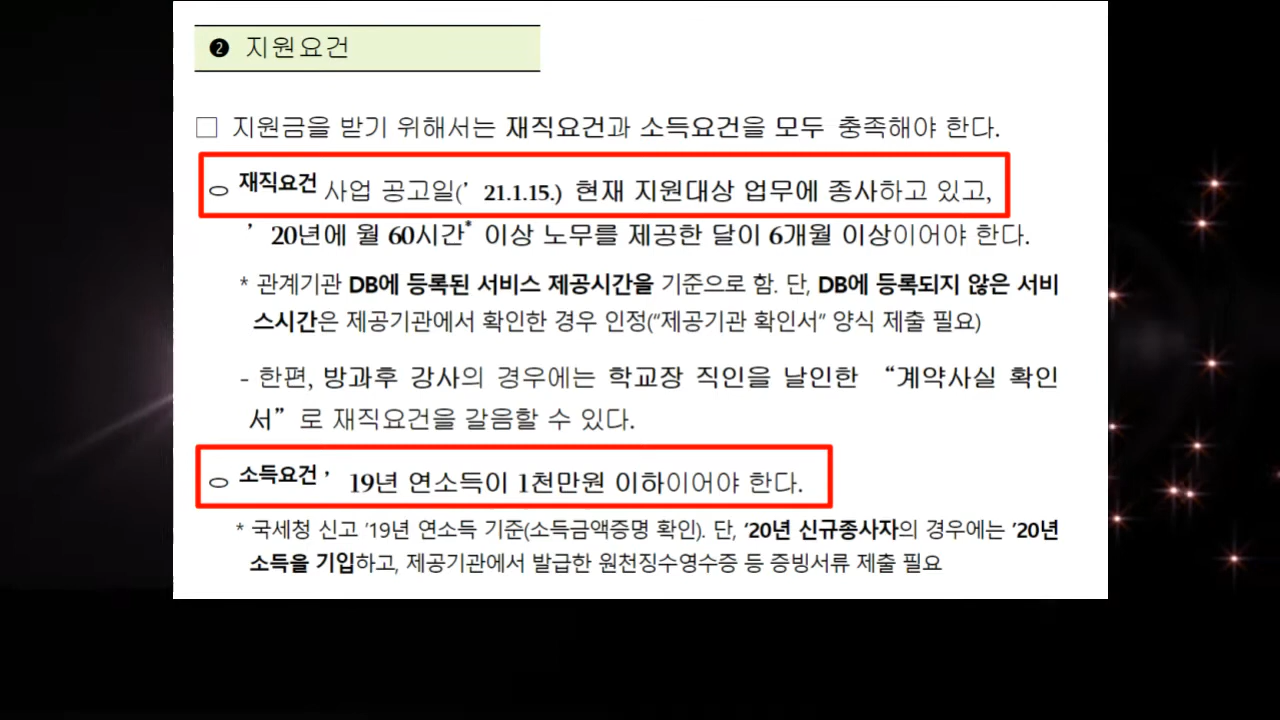 ❷ 지원요건
□ 지원금을 받기 위해서는 재직요건과 소득요건을 모두 충족해야 한다.
○ 재직요건 사업 공고일(’21.1.15.) 현재 지원대상 업무에 종사하고 있고,
’20년에 월 60시간* 이상 노무를 제공한 달이 6개월 이상이어야 한다.
* 관계기관 DB에 등록된 서비스 제공시간을 기준으로 함. 단, DB에 등록되지 않은 서비
스시간은 제공기관에서 확인한 경우 인정(“제공기관 확인서” 양식 제출 필요)
- 한편, 방과후 강사의 경우에는 학교장 직인을 날인한 “계약사실 확인
서”로 재직요건을 갈음할 수 있다.
○ 소득요건 ’19년 연소득이 1천만원 이하이어야 한다.
* 국세청 신고 ’19년 연소득 기준(소득금액증명 확인). 단, ‘20년 신규종사자의 경우에는 ’20년
소득을 기입하고, 제공기관에서 발급한 원천징수영수증 등 증빙서류 제출 필요